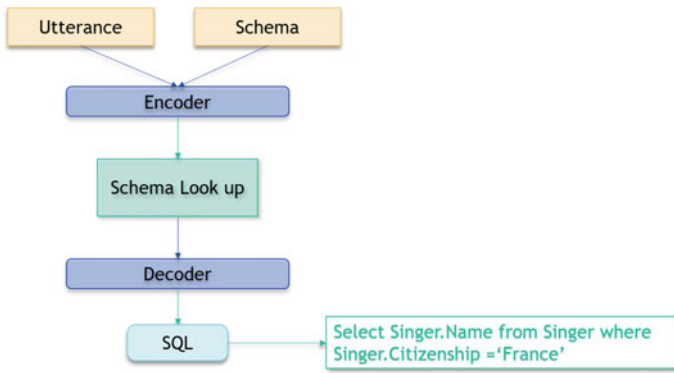 Utterance
Schema
Encoder
Schema Look up
Decoder
SQL
Select Singer.Name from Singer where
Singer.Citizenship =‘France’